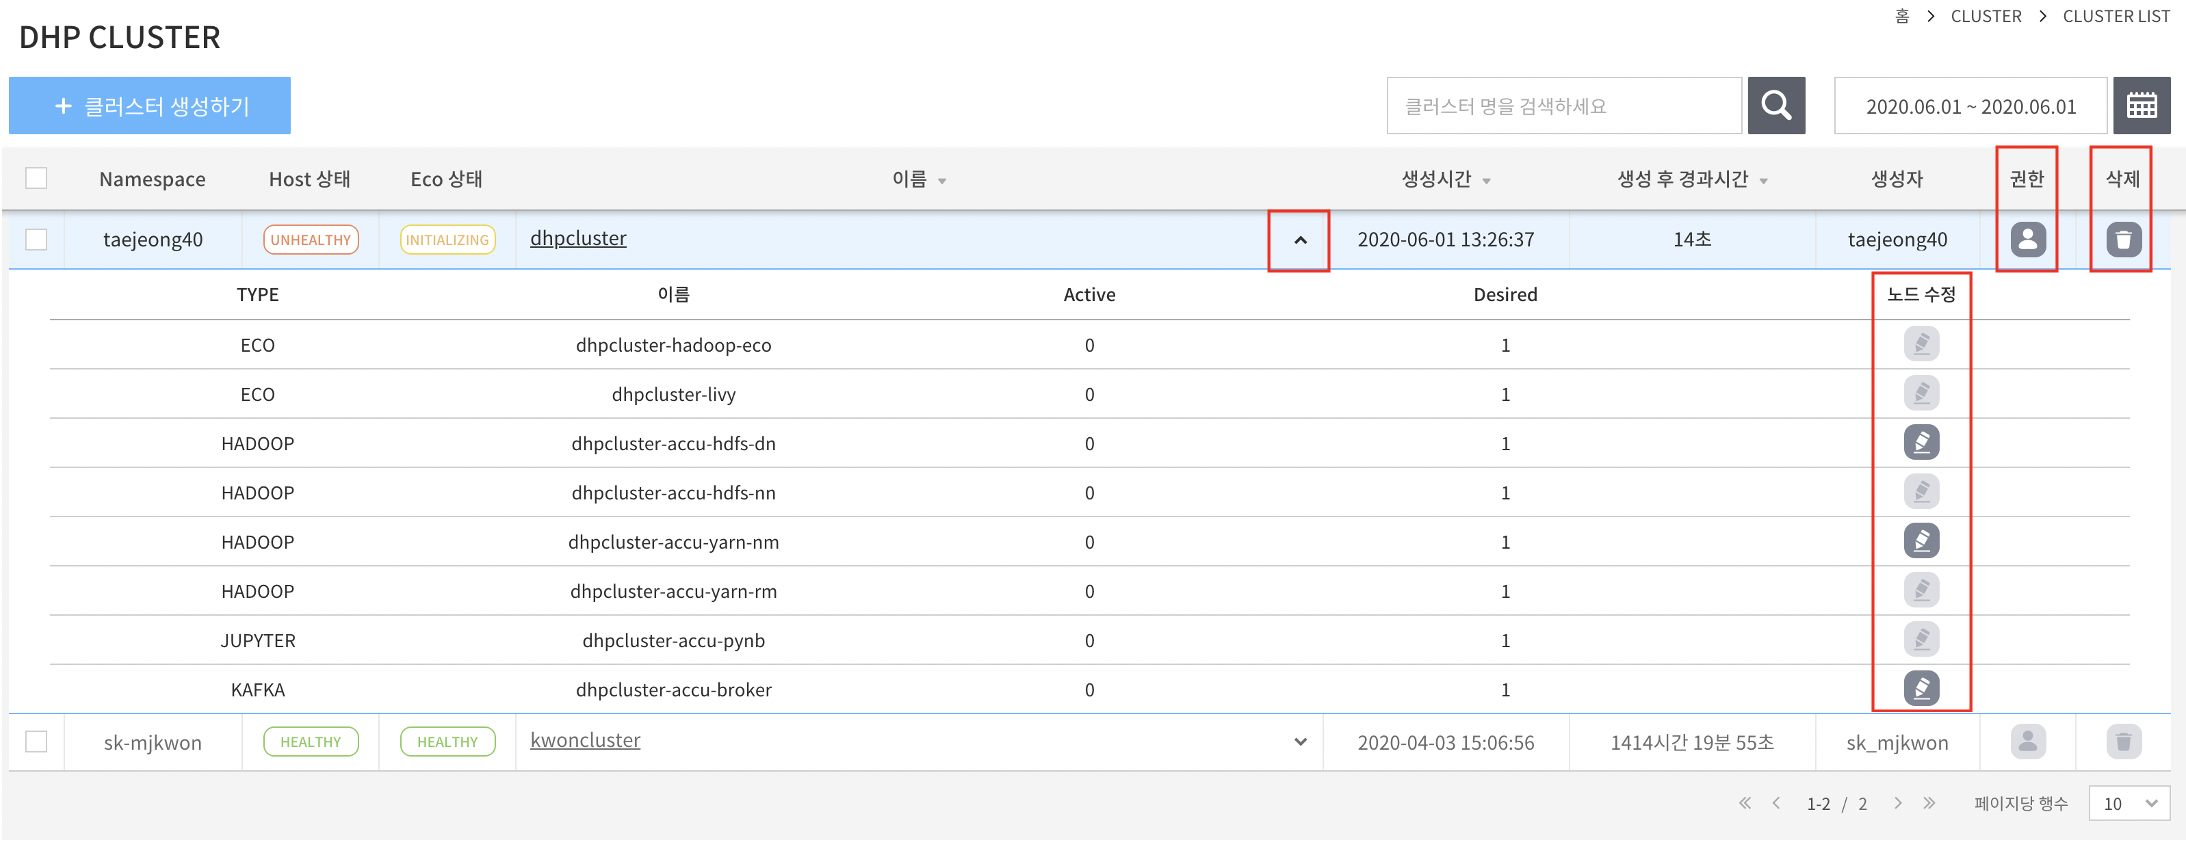 홈 > CLUSTER > CLUSTER LIST
DHP CLUSTER
+ 클러스터 생성하기
클러스터 명을 검색하세요
2020.06.01 ~ 2020.06.01
Namespace Host 상태 Eco 상태 이름 생성시간 생성 후 경과시간 생성자 권한 삭제
taejeong40 UNHEALTHY INITIALIZING dhpcluster 2020-06-01 13:26:37 14초 taejeong40
TYPE 이름 Active Desired 노드 수정
ECO dhpcluster-hadoop-eco 0 1
ECO dhpcluster-livy 0 1
HADOOP dhpcluster-accu-hdfs-dn 0 1
HADOOP dhpcluster-accu-hdfs-nn 0 1
HADOOP dhpcluster-accu-yarn-nm 0 1
HADOOP dhpcluster-accu-yarn-rm 0 1
JUPYTER dhpcluster-accu-pynb 0 1
KAFKA dhpcluster-accu-broker 0 1
sk-mjkwon HEALTHY HEALTHY kwoncluster 2020-04-03 15:06:56 1414시간 19분 55초 sk_mjkwon
« < 1-2 / 2 > » 페이지당 행수 10